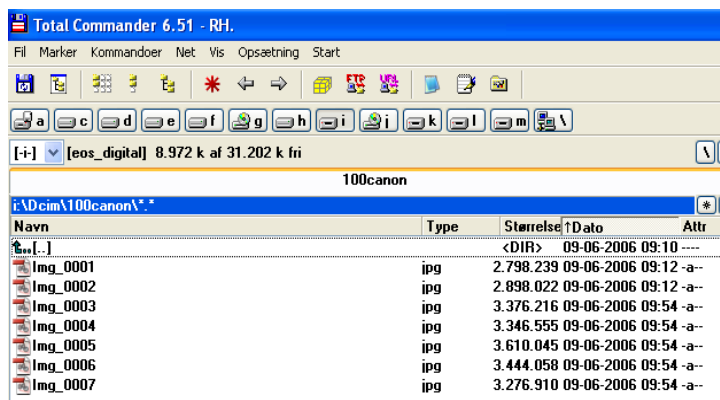 Total Commander 6.51 - RH.
Fil Marker Kommandoer Net Vis Opsætning Start
FTP URL
a c d e f g h i j k l m \
[-i-] [eos_digital] 8.972 k af 31.202 k fri \
100canon
i:\Dcim\100canon\*.* *
Navn Type Størrelse ↑Dato Attr
[..] <DIR> 09-06-2006 09:10 ----
Img_0001 jpg 2.798.239 09-06-2006 09:12 -a--
Img_0002 jpg 2.898.022 09-06-2006 09:12 -a--
Img_0003 jpg 3.376.216 09-06-2006 09:54 -a--
Img_0004 jpg 3.346.555 09-06-2006 09:54 -a--
Img_0005 jpg 3.610.045 09-06-2006 09:54 -a--
Img_0006 jpg 3.444.058 09-06-2006 09:54 -a--
Img_0007 jpg 3.276.910 09-06-2006 09:54 -a--